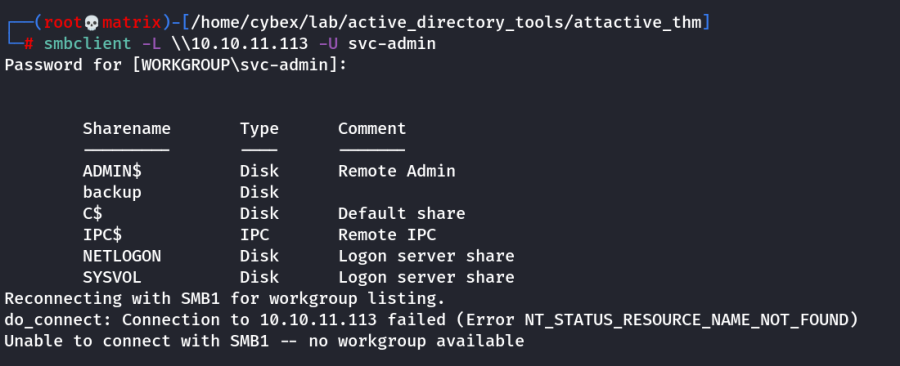 ┌──(root💀matrix)-[/home/cybex/lab/active_directory_tools/attactive_thm]
└─# smbclient -L \\10.10.11.113 -U svc-admin
Password for [WORKGROUP\svc-admin]:
Sharename Type Comment
--------- ---- -------
ADMIN$ Disk Remote Admin
backup Disk
C$ Disk Default share
IPC$ IPC Remote IPC
NETLOGON Disk Logon server share
SYSVOL Disk Logon server share
Reconnecting with SMB1 for workgroup listing.
do_connect: Connection to 10.10.11.113 failed (Error NT_STATUS_RESOURCE_NAME_NOT_FOUND)
Unable to connect with SMB1 -- no workgroup available